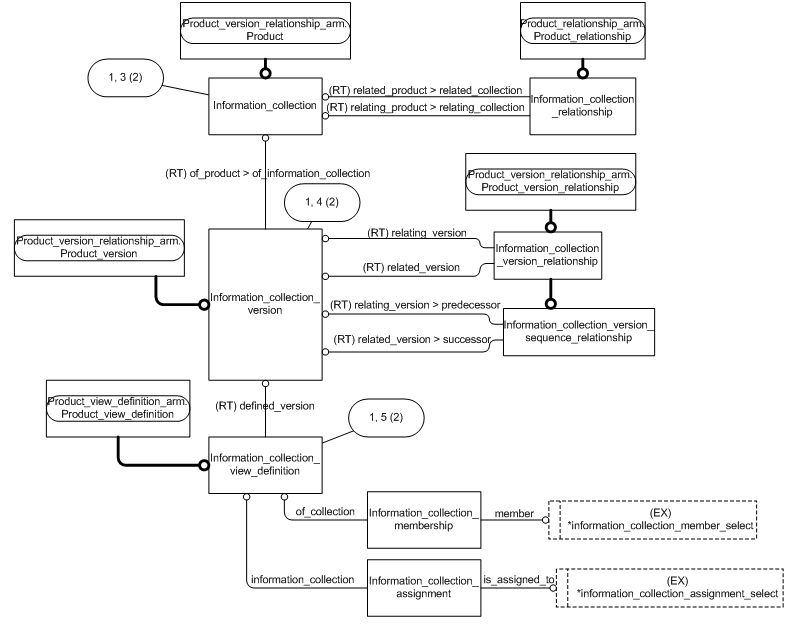 Product_version_relationship_arm.
Product
Product_relationship_arm.
Product_relationship
1, 3 (2)
Information_collection
(RT) related_product > related_collection
(RT) relating_product > relating_collection
Information_collection
_relationship
(RT) of_product > of_information_collection
Product_version_relationship_arm.
Product_version_relationship
1, 4 (2)
Product_version_relationship_arm.
Product_version
(RT) relating_version
(RT) related_version
Information_collection
_version_relationship
Information_collection_
version
(RT) relating_version > predecessor
(RT) related_version > successor
Information_collection_version_
sequence_relationship
Product_view_definition_arm.
Product_view_definition
(RT) defined_version
1, 5 (2)
Information_collection_
view_definition
of_collection
Information_collection_
membership
member
(EX)
*information_collection_member_select
information_collection
Information_collection_
assignment
is_assigned_to
(EX)
*information_collection_assignment_select